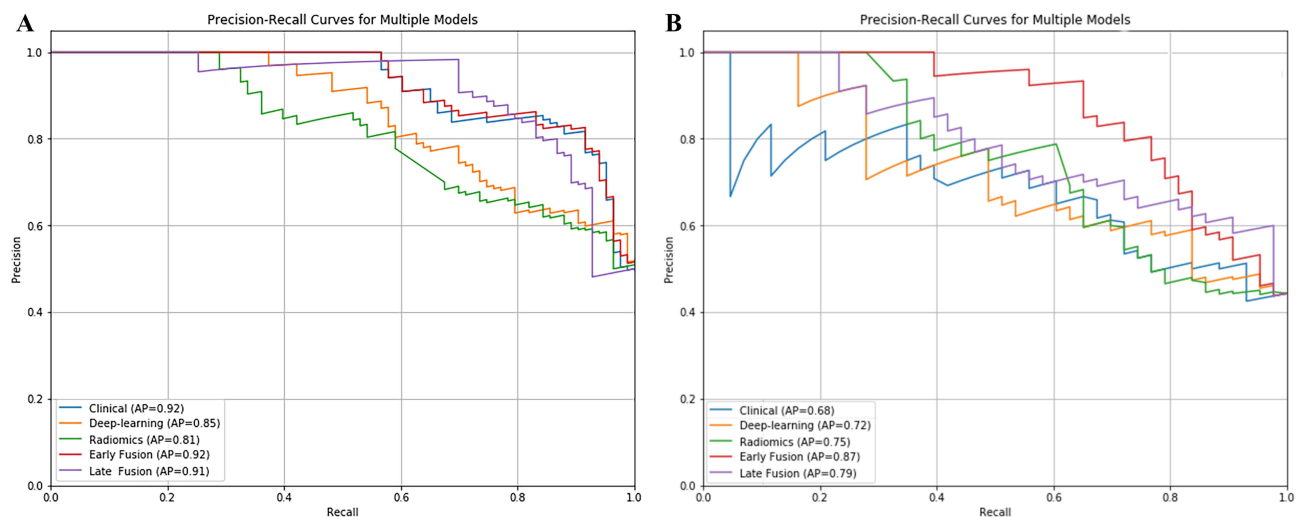 A
Precision-Recall Curves for Multiple Models
1.0
0.8
0.6
0.4
0.2
0.0
Precision
Clinical (AP=0.92)
Deep-learning (AP=0.85)
Radiomics (AP=0.81)
Early Fusion (AP=0.92)
Late Fusion (AP=0.91)
0.0 0.2 0.4 0.6 0.8 1.0
Recall
B
Precision-Recall Curves for Multiple Models
1.0
0.8
0.6
0.4
0.2
0.0
Precision
Clinical (AP=0.68)
Deep-learning (AP=0.72)
Radiomics (AP=0.75)
Early Fusion (AP=0.87)
Late Fusion (AP=0.79)
0.0 0.2 0.4 0.6 0.8 1.0
Recall